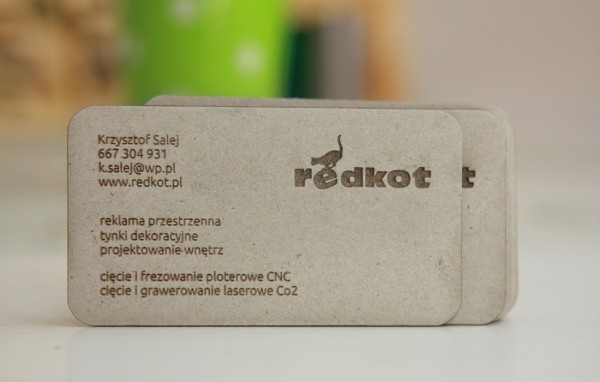 Krzysztof Salej
667 304 931
k.salej@wp.pl
www.redkot.pl
redkot
t
reklama przestrzenna
tynki dekoracyjne
projektowanie wnętrz
cięcie i frezowanie ploterowe CNC
cięcie i grawerowanie laserowe Co2